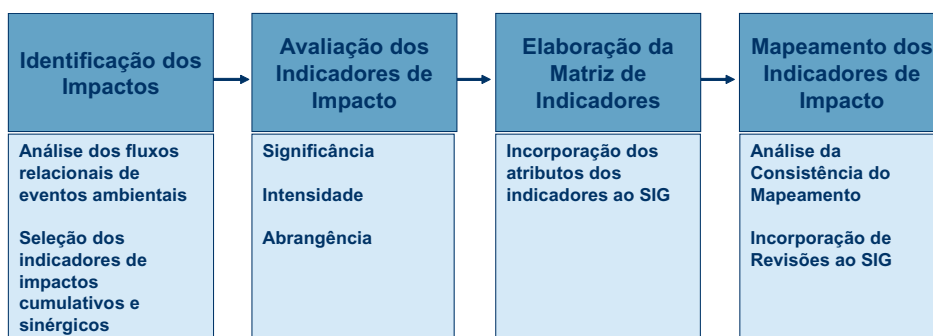 Identificação dos
Impactos
Análise dos fluxos
relacionais de
eventos ambientais
Seleção dos
indicadores de
impactos
cumulativos e
sinérgicos
Avaliação dos
Indicadores de
Impacto
Significância
Intensidade
Abrangência
Elaboração da
Matriz de
Indicadores
Incorporação dos
atributos dos
indicadores ao SIG
Mapeamento dos
Indicadores de
Impacto
Análise da
Consistência do
Mapeamento
Incorporação de
Revisões ao SIG